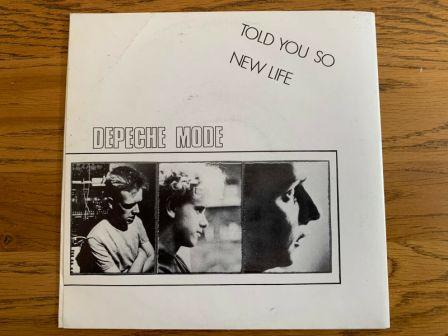 TOLD YOU SO
NEW LIFE
DEPECHE MODE